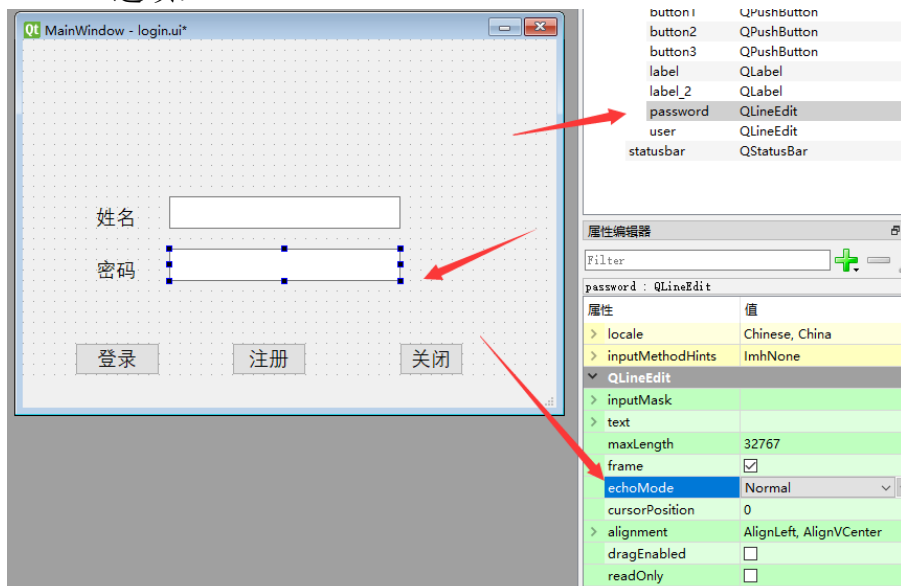 MainWindow - login.ui*
button1 QPushButton
button2 QPushButton
button3 QPushButton
label QLabel
label_2 QLabel
password QLineEdit
user QLineEdit
statusbar QStatusBar
姓名
密码
登录 注册 关闭
属性编辑器
Filter
password : QLineEdit
属性 值
locale Chinese, China
inputMethodHints ImhNone
QLineEdit
inputMask
text
maxLength 32767
frame
echoMode Normal
cursorPosition 0
alignment AlignLeft, AlignVCenter
dragEnabled
readOnly